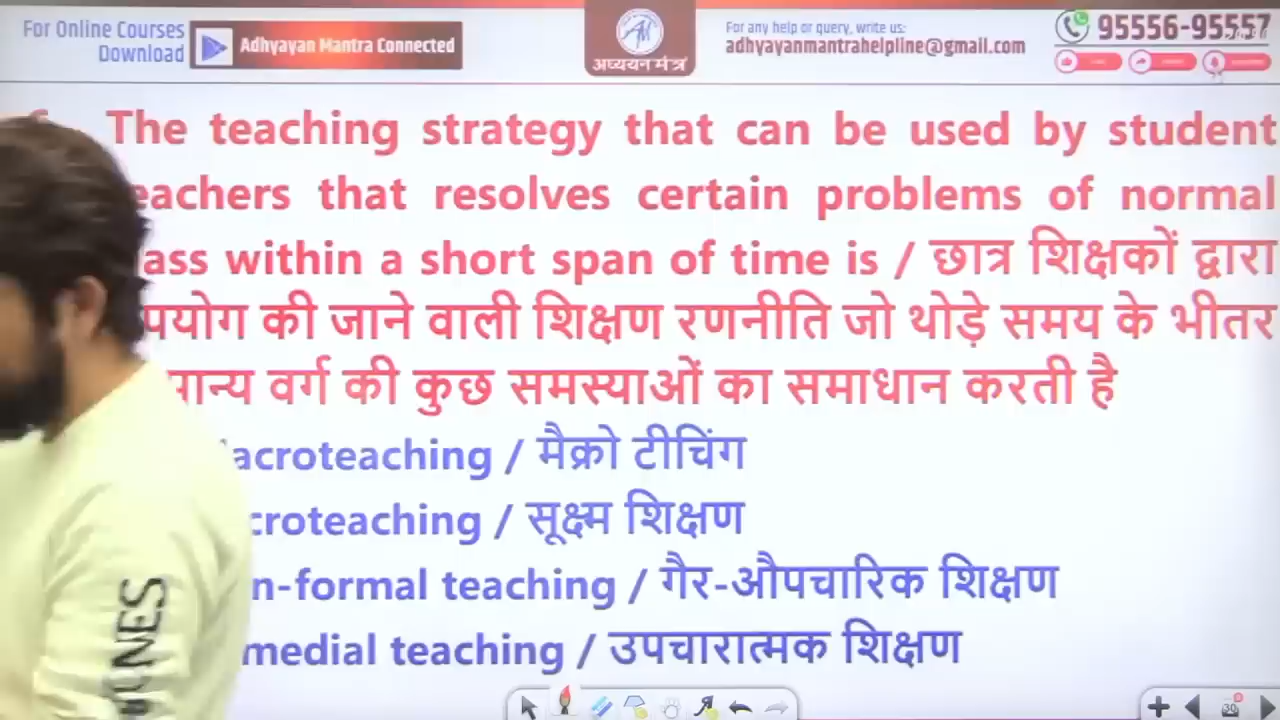 For Online Courses
Download
Adhyayan Mantra Connected
अध्ययन मंत्र
For any help or query, write us:
adhyayanmantrahelpline@gmail.com
95556-95557
The teaching strategy that can be used by student
eachers that resolves certain problems of normal
ass within a short span of time is / छात्र शिक्षकों द्वारा
पयोग की जाने वाली शिक्षण रणनीति जो थोड़े समय के भीतर
मान्य वर्ग की कुछ समस्याओं का समाधान करती है
acroteaching / मैक्रो टीचिंग
croteaching / सूक्ष्म शिक्षण
n-formal teaching / गैर-औपचारिक शिक्षण
medial teaching / उपचारात्मक शिक्षण
NES
30